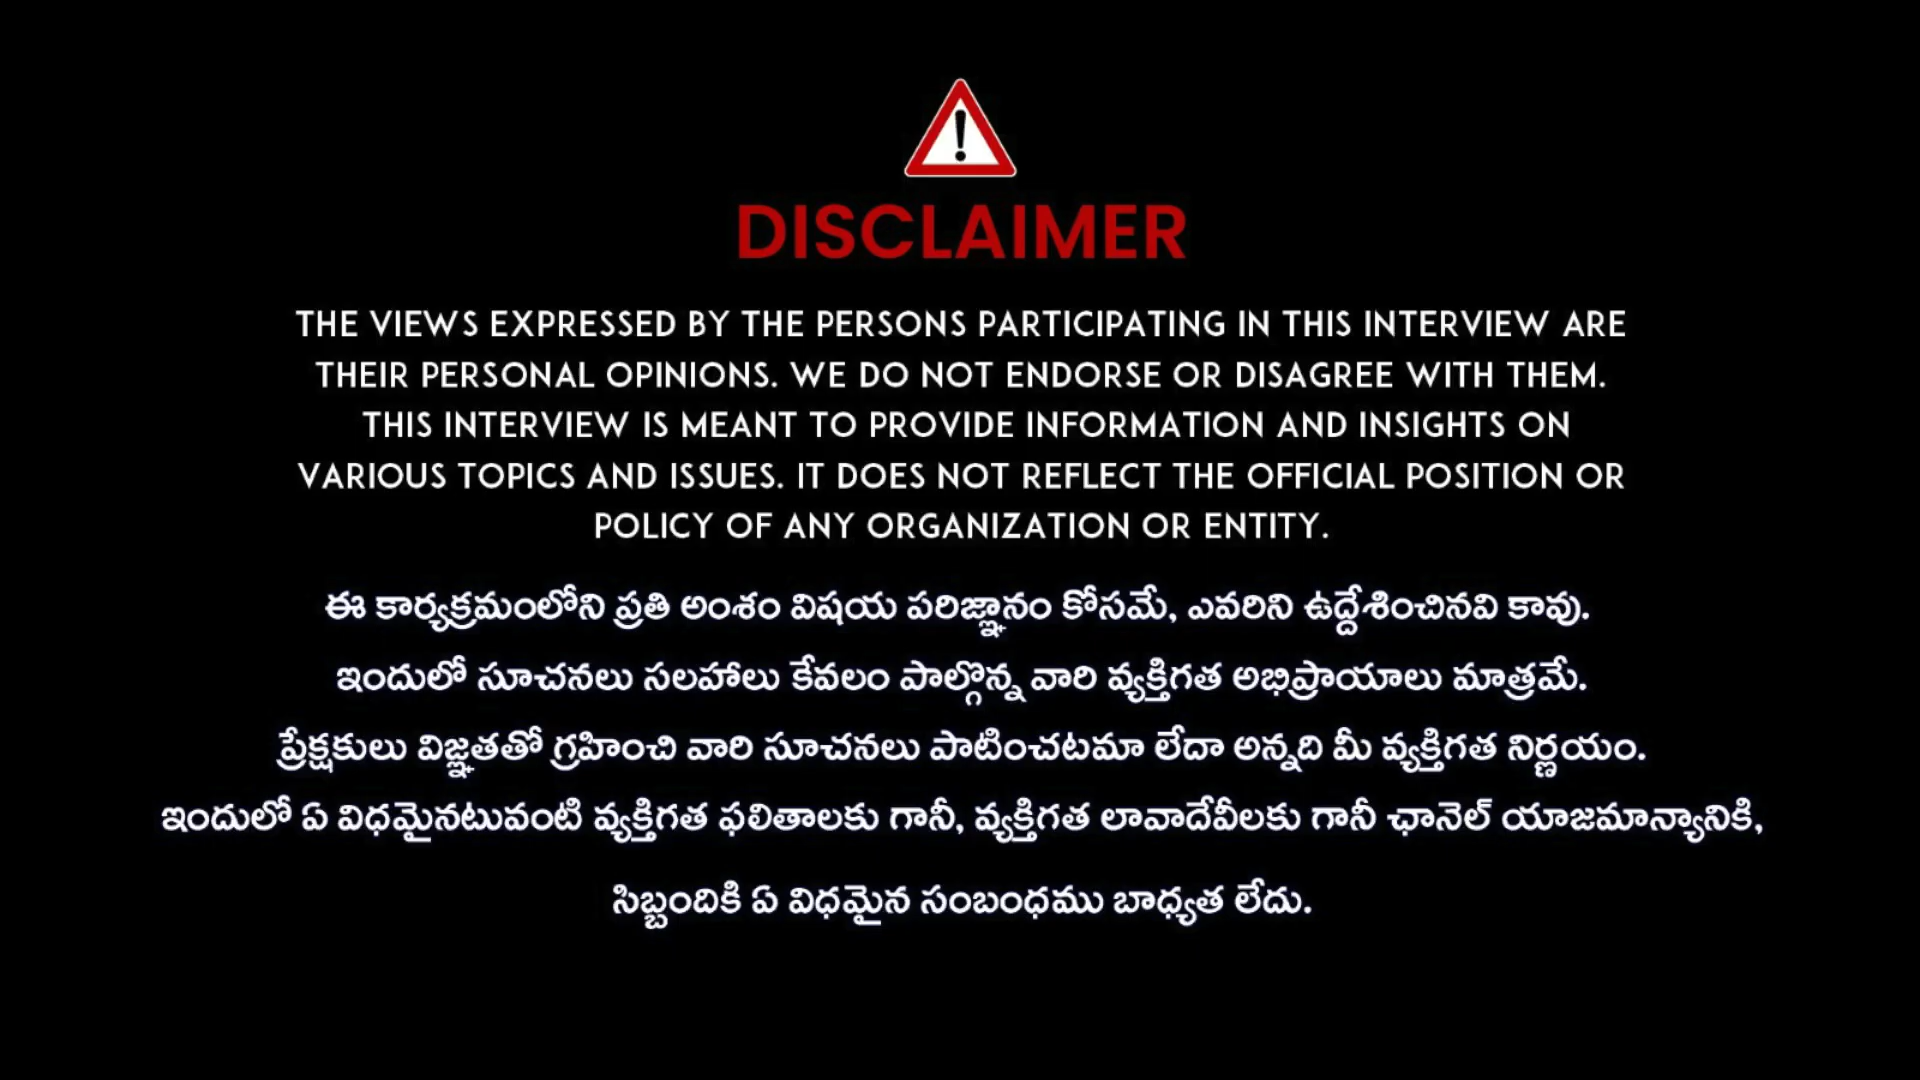 DISCLAIMER
THE VIEWS EXPRESSED BY THE PERSONS PARTICIPATING IN THIS INTERVIEW ARE
THEIR PERSONAL OPINIONS. WE DO NOT ENDORSE OR DISAGREE WITH THEM.
THIS INTERVIEW IS MEANT TO PROVIDE INFORMATION AND INSIGHTS ON
VARIOUS TOPICS AND ISSUES. IT DOES NOT REFLECT THE OFFICIAL POSITION OR
POLICY OF ANY ORGANIZATION OR ENTITY.
ఈ కార్యక్రమంలోని ప్రతి అంశం విషయ పరిజ్ఞానం కోసమే, ఎవరిని ఉద్దేశించినవి కావు.
ఇందులో సూచనలు సలహాలు కేవలం పాల్గొన్న వారి వ్యక్తిగత అభిప్రాయాలు మాత్రమే.
ప్రేక్షకులు విజ్ఞతతో గ్రహించి వారి సూచనలు పాటించటమా లేదా అన్నది మీ వ్యక్తిగత నిర్ణయం.
ఇందులో ఏ విధమైనటువంటి వ్యక్తిగత ఫలితాలకు గానీ, వ్యక్తిగత లావాదేవీలకు గానీ ఛానెల్ యాజమాన్యానికి,
సిబ్బందికి ఏ విధమైన సంబంధము బాధ్యత లేదు.